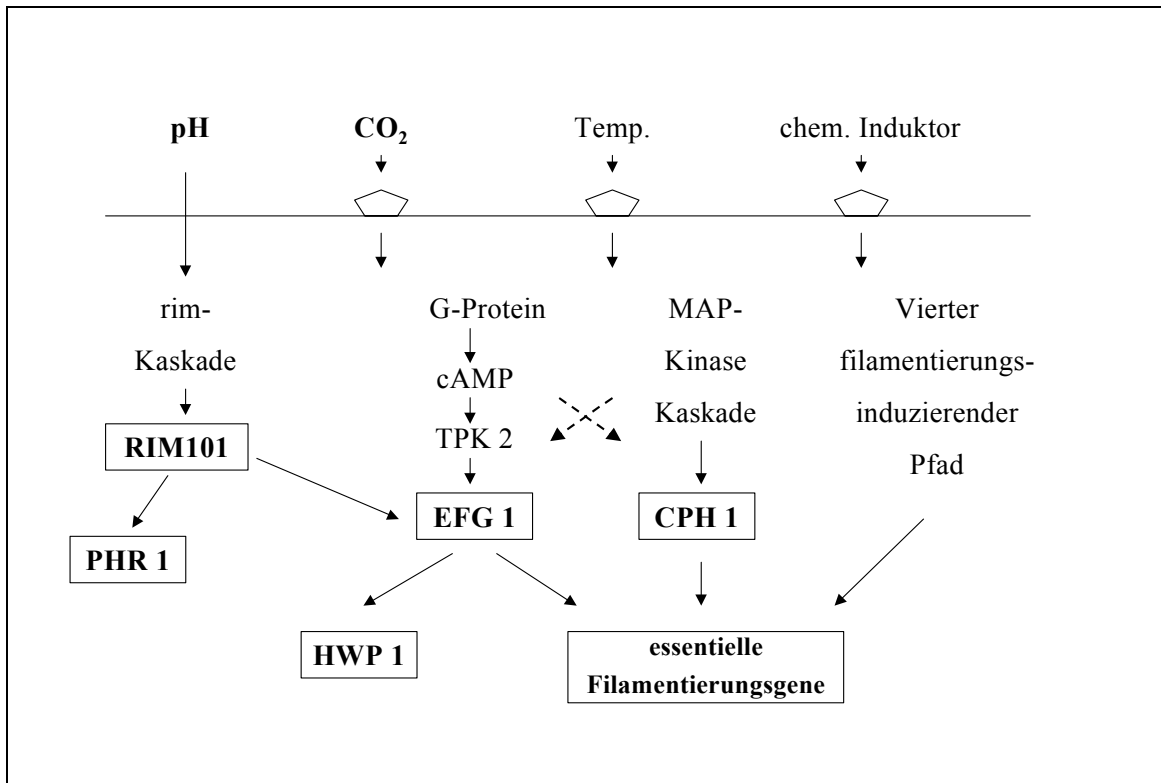 pH
CO₂
Temp.
chem. Induktor
rim-
Kaskade
RIM101
PHR 1
G-Protein
cAMP
TPK 2
EFG 1
HWP 1
MAP-
Kinase
Kaskade
CPH 1
Vierter
filamentierungs-
induzierender
Pfad
essentielle
Filamentierungsgene